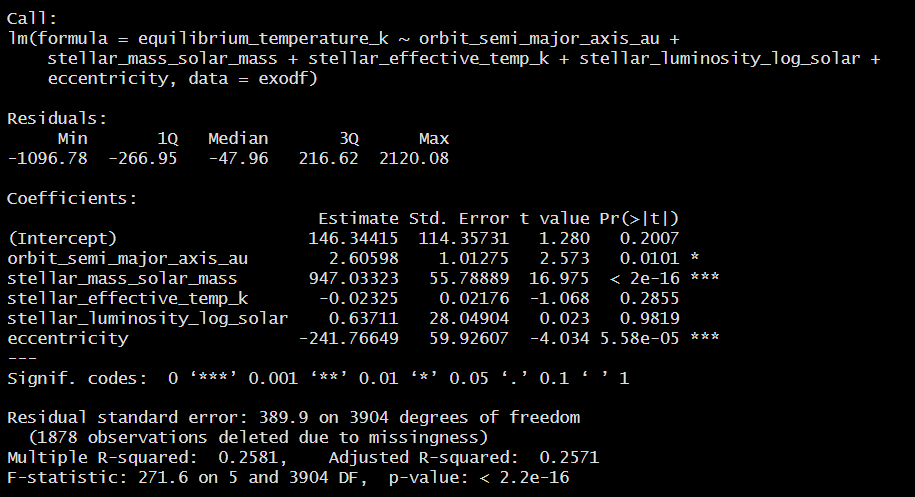 Call:
lm(formula = equilibrium_temperature_k ~ orbit_semi_major_axis_au +
    stellar_mass_solar_mass + stellar_effective_temp_k + stellar_luminosity_log_solar +
    eccentricity, data = exodf)

Residuals:
     Min       1Q   Median       3Q      Max
-1096.78  -266.95   -47.96   216.62  2120.08

Coefficients:
                              Estimate Std. Error t value Pr(>|t|)
(Intercept)                  146.34415  114.35731   1.280   0.2007
orbit_semi_major_axis_au       2.60598    1.01275   2.573   0.0101 *
stellar_mass_solar_mass      947.03323   55.78889  16.975  < 2e-16 ***
stellar_effective_temp_k      -0.02325    0.02176  -1.068   0.2855
stellar_luminosity_log_solar   0.63711   28.04904   0.023   0.9819
eccentricity                -241.76649   59.92607  -4.034 5.58e-05 ***
---
Signif. codes:  0 ‘***’ 0.001 ‘**’ 0.01 ‘*’ 0.05 ‘.’ 0.1 ‘ ’ 1

Residual standard error: 389.9 on 3904 degrees of freedom
  (1878 observations deleted due to missingness)
Multiple R-squared:  0.2581,    Adjusted R-squared:  0.2571
F-statistic: 271.6 on 5 and 3904 DF,  p-value: < 2.2e-16